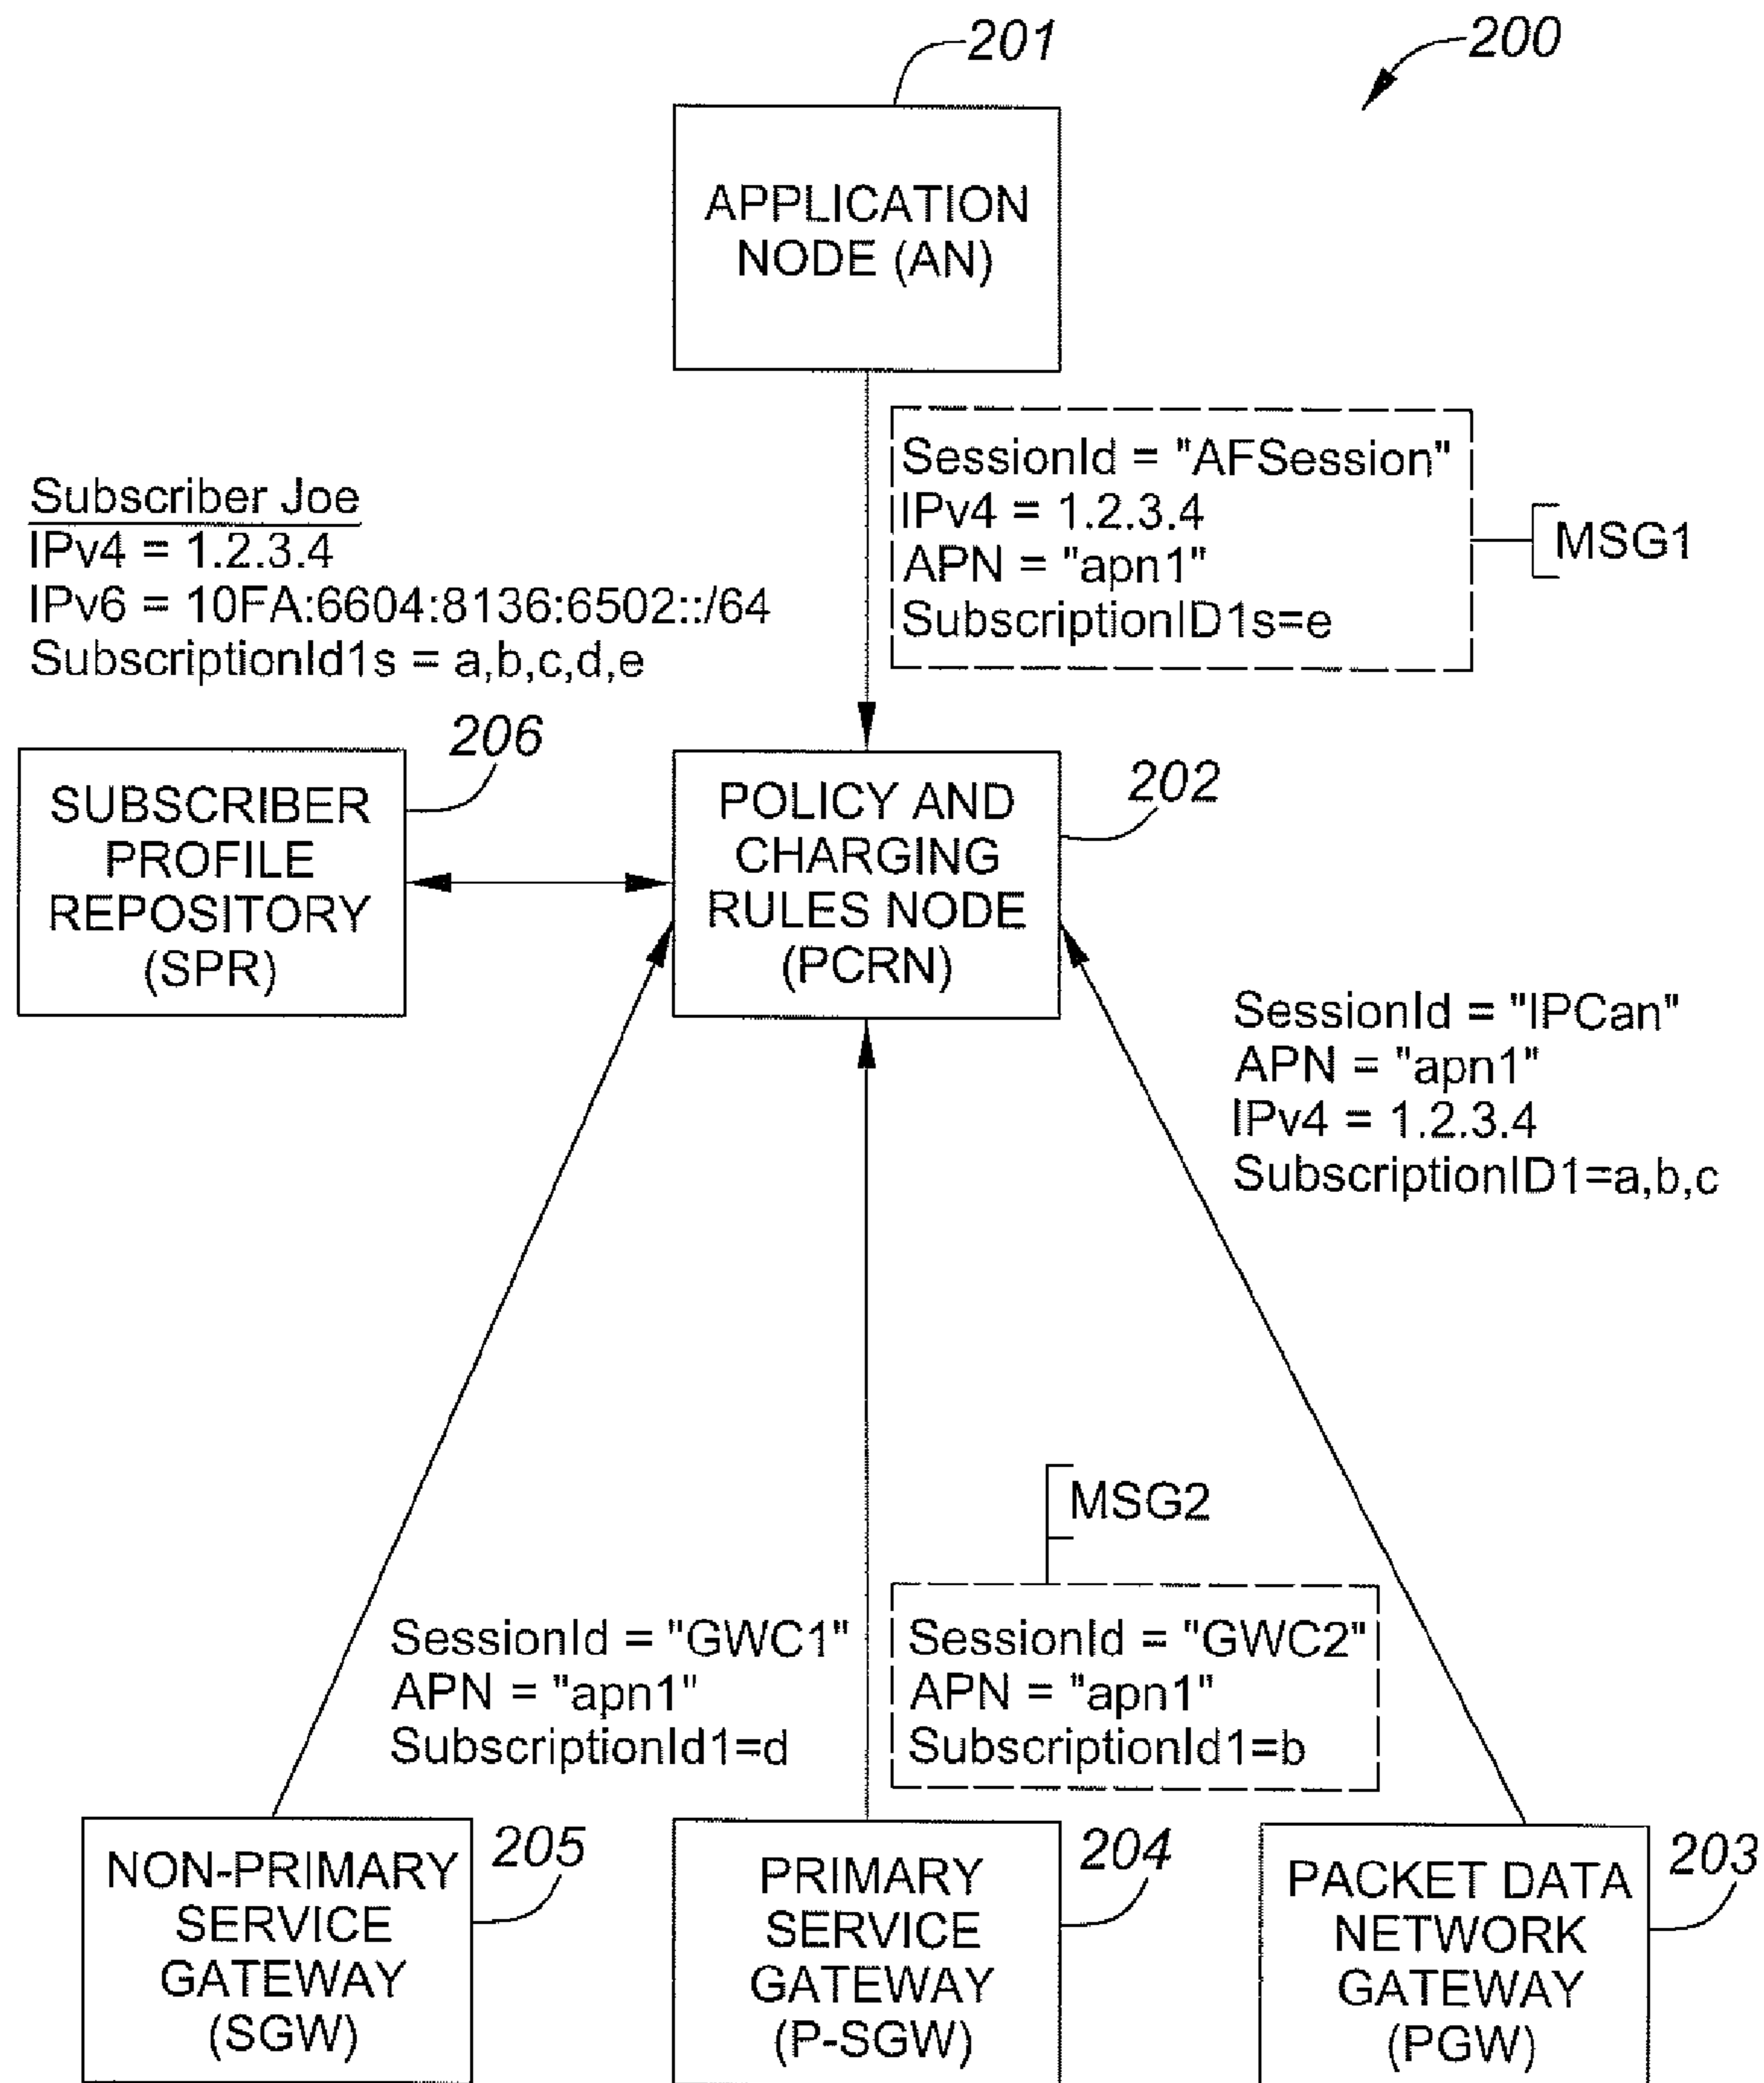 201
200
APPLICATION
NODE (AN)
SessionId = "AFSession"
IPv4 = 1.2.3.4
APN = "apn1"
SubscriptionID1s=e
MSG1
Subscriber Joe
IPv4 = 1.2.3.4
IPv6 = 10FA:6604:8136:6502::/64
SubscriptionId1s = a,b,c,d,e
206
SUBSCRIBER
PROFILE
REPOSITORY
(SPR)
POLICY AND
CHARGING
RULES NODE
(PCRN)
202
SessionId = "IPCan"
APN = "apn1"
IPv4 = 1.2.3.4
SubscriptionID1=a,b,c
MSG2
SessionId = "GWC1"
APN = "apn1"
SubscriptionId1=d
SessionId = "GWC2"
APN = "apn1"
SubscriptionId1=b
NON-PRIMARY
SERVICE
GATEWAY
(SGW)
205
PRIMARY
SERVICE
GATEWAY
(P-SGW)
204
PACKET DATA
NETWORK
GATEWAY
(PGW)
203